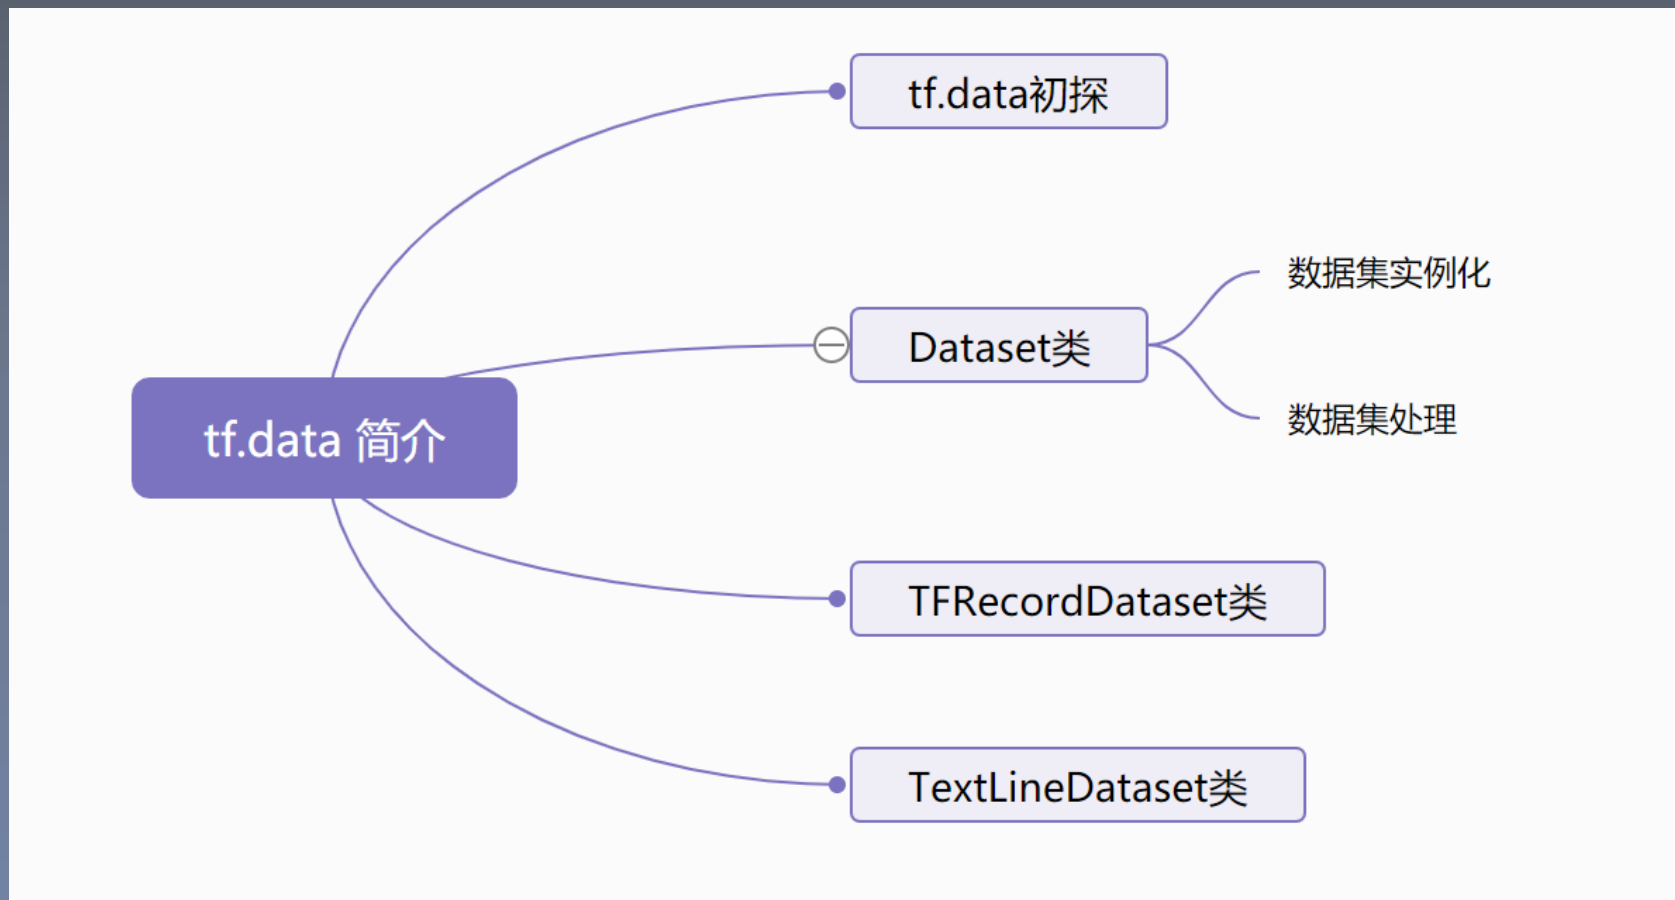 tf.data初探
数据集实例化
Dataset类
数据集处理
tf.data 简介
TFRecordDataset类
TextLineDataset类